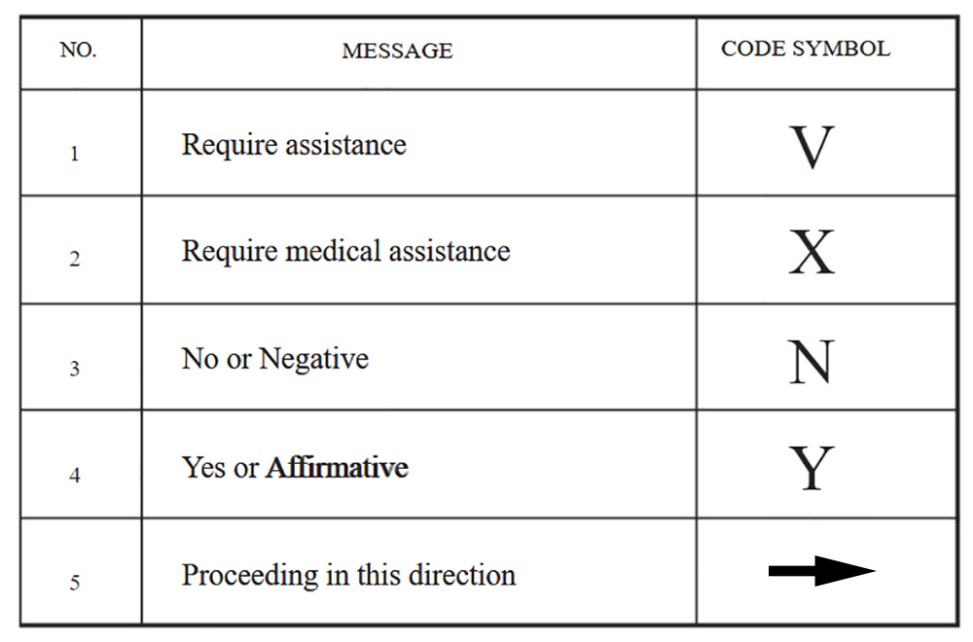 NO. MESSAGE CODE SYMBOL
1 Require assistance V
2 Require medical assistance X
3 No or Negative N
4 Yes or Affirmative Y
5 Proceeding in this direction